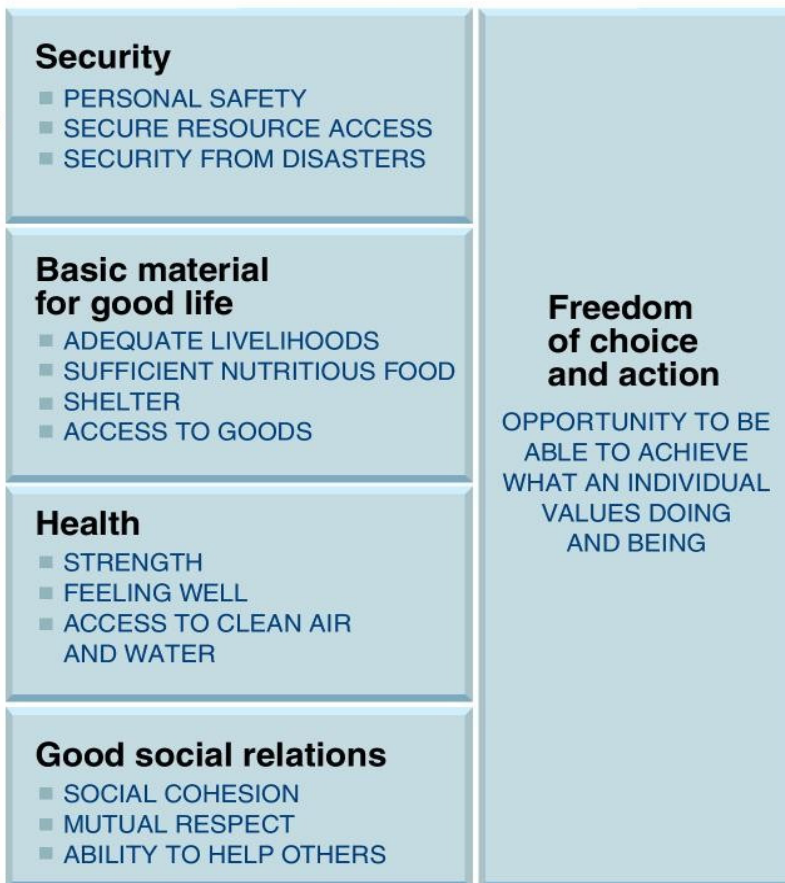 Security
PERSONAL SAFETY
SECURE RESOURCE ACCESS
SECURITY FROM DISASTERS
Basic material
for good life
ADEQUATE LIVELIHOODS
SUFFICIENT NUTRITIOUS FOOD
SHELTER
ACCESS TO GOODS
Health
STRENGTH
FEELING WELL
ACCESS TO CLEAN AIR
AND WATER
Good social relations
SOCIAL COHESION
MUTUAL RESPECT
ABILITY TO HELP OTHERS
Freedom
of choice
and action
OPPORTUNITY TO BE
ABLE TO ACHIEVE
WHAT AN INDIVIDUAL
VALUES DOING
AND BEING